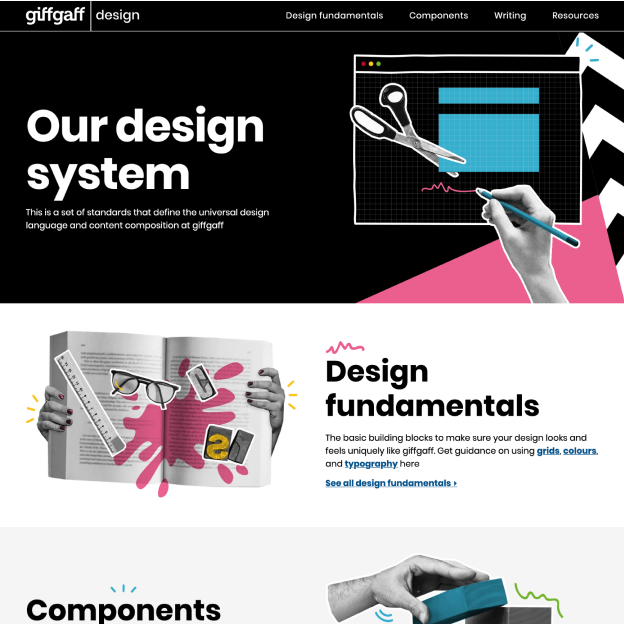 giffgaff design
Design fundamentals Components Writing Resources
Our design
system
This is a set of standards that define the universal design
language and content composition at giffgaff
Design
fundamentals
The basic building blocks to make sure your design looks and
feels uniquely like giffgaff. Get guidance on using grids, colours,
and typography here
See all design fundamentals
Components